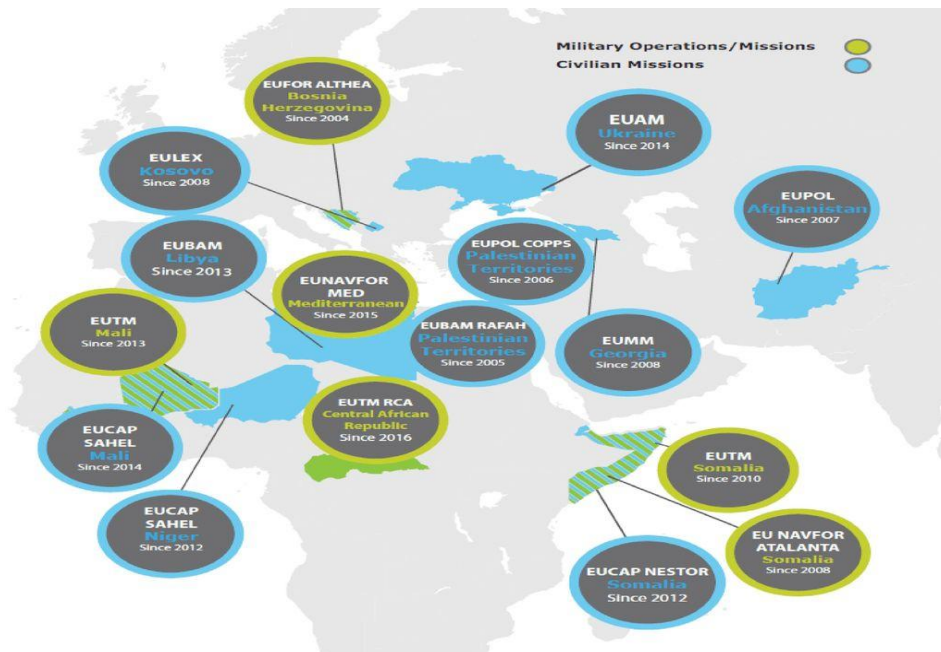 Military Operations/Missions
Civilian Missions
EUFOR ALTHEA
Bosnia
Herzegovina
Since 2004
EUAM
Ukraine
Since 2014
EULEX
Kosovo
Since 2008
EUPOL
Afghanistan
Since 2007
EUBAM
Libya
Since 2013
EUPOL COPPS
Palestinian
Territories
Since 2006
EUNAVFOR
MED
Mediterranean
Since 2015
EUTM
Mali
Since 2013
EUBAM RAFAH
Palestinian
Territories
Since 2005
EUMM
Georgia
Since 2008
EUTM RCA
Central African
Republic
Since 2016
EUCAP
SAHEL
Mali
Since 2014
EUTM
Somalia
Since 2010
EUCAP
SAHEL
Niger
Since 2012
EU NAVFOR
ATALANTA
Somalia
Since 2008
EUCAP NESTOR
Somalia
Since 2012